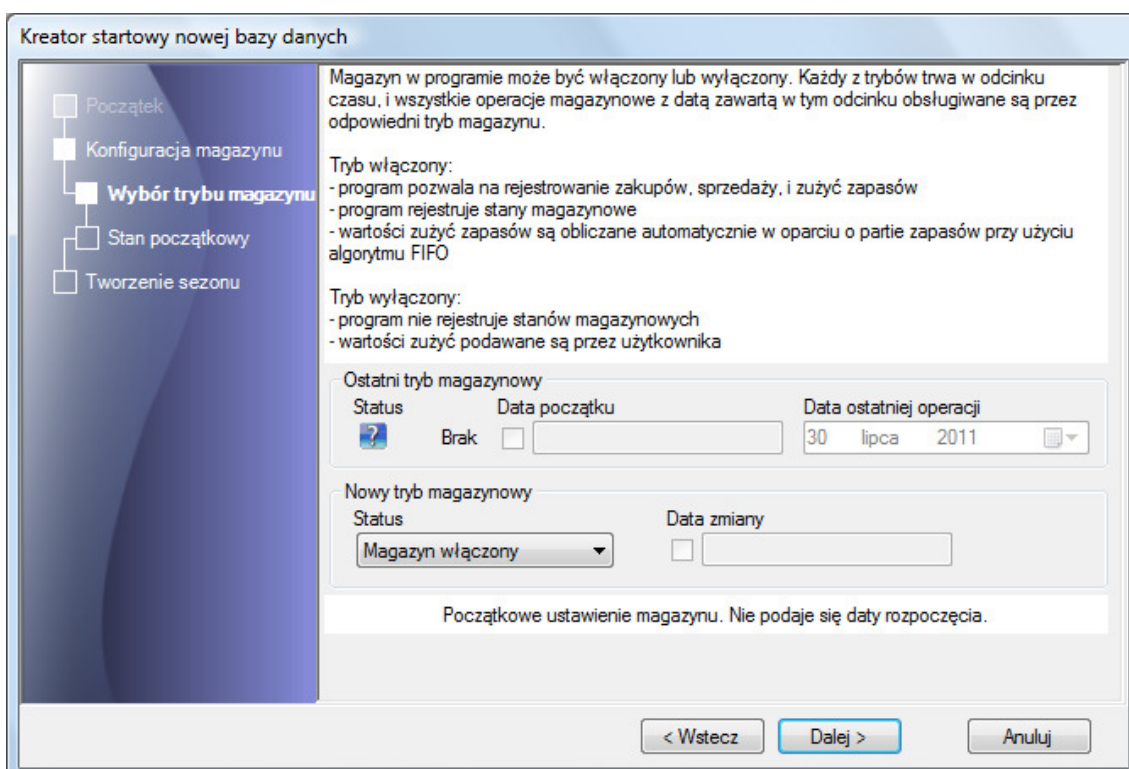 Kreator startowy nowej bazy danych
Początek
Konfiguracja magazynu
Wybór trybu magazynu
Stan początkowy
Tworzenie sezonu
Magazyn w programie może być włączony lub wyłączony. Każdy z trybów trwa w odcinku
czasu, i wszystkie operacje magazynowe z datą zawartą w tym odcinku obsługiwane są przez
odpowiedni tryb magazynu.
Tryb włączony:
- program pozwala na rejestrowanie zakupów, sprzedaży, i zużyć zapasów
- program rejestruje stany magazynowe
- wartości zużyć zapasów są obliczane automatycznie w oparciu o partie zapasów przy użyciu
algorytmu FIFO
Tryb wyłączony:
- program nie rejestruje stanów magazynowych
- wartości zużyć podawane są przez użytkownika
Ostatni tryb magazynowy
Status Data początku Data ostatniej operacji
? Brak 30 lipca 2011
Nowy tryb magazynowy
Status Data zmiany
Magazyn włączony
Początkowe ustawienie magazynu. Nie podaje się daty rozpoczęcia.
< Wstecz Dalej > Anuluj